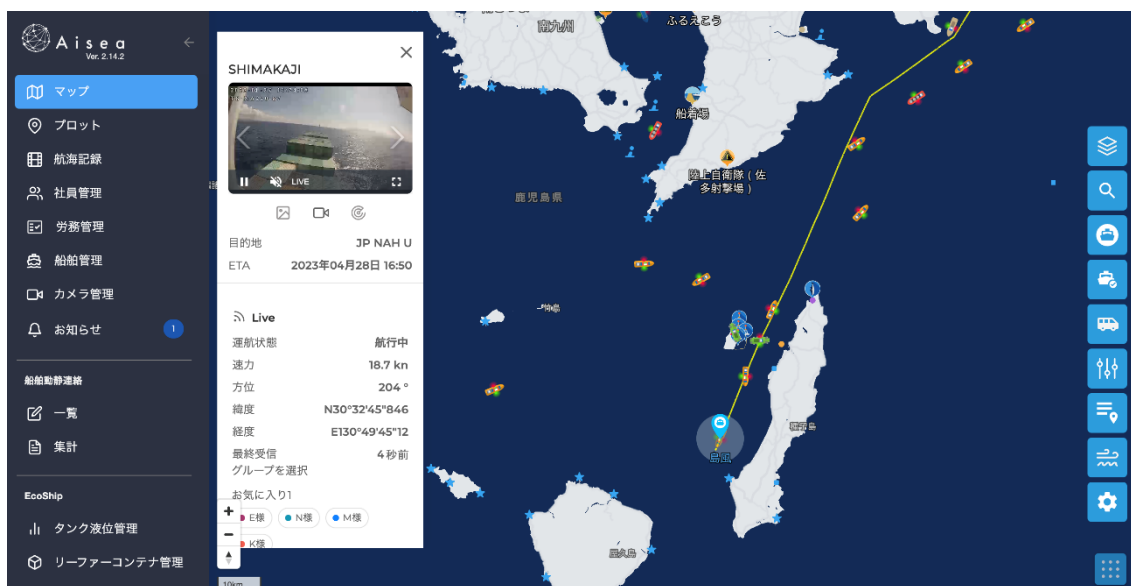 Aisea
Ver. 2.14.2
マップ
プロット
航海記録
社員管理
労務管理
船舶管理
カメラ管理
お知らせ
1
船舶動静連絡
一覧
集計
EcoShip
タンク液位管理
リーファーコンテナ管理
SHIMAKAJI
LIVE
目的地 JP NAH U
ETA 2023年04月28日 16:50
Live
運航状態 航行中
速力 18.7 kn
方位 204 °
緯度 N30°32'45"846
経度 E130°49'45"12
最終受信 4 秒前
グループを選択
お気に入り1
E様 N様 M様
K様
10km
南九州
ふるえこう
船着場
陸上自衛隊 ( 佐
多射撃場 )
鹿児島県
種子島
島風
屋久島